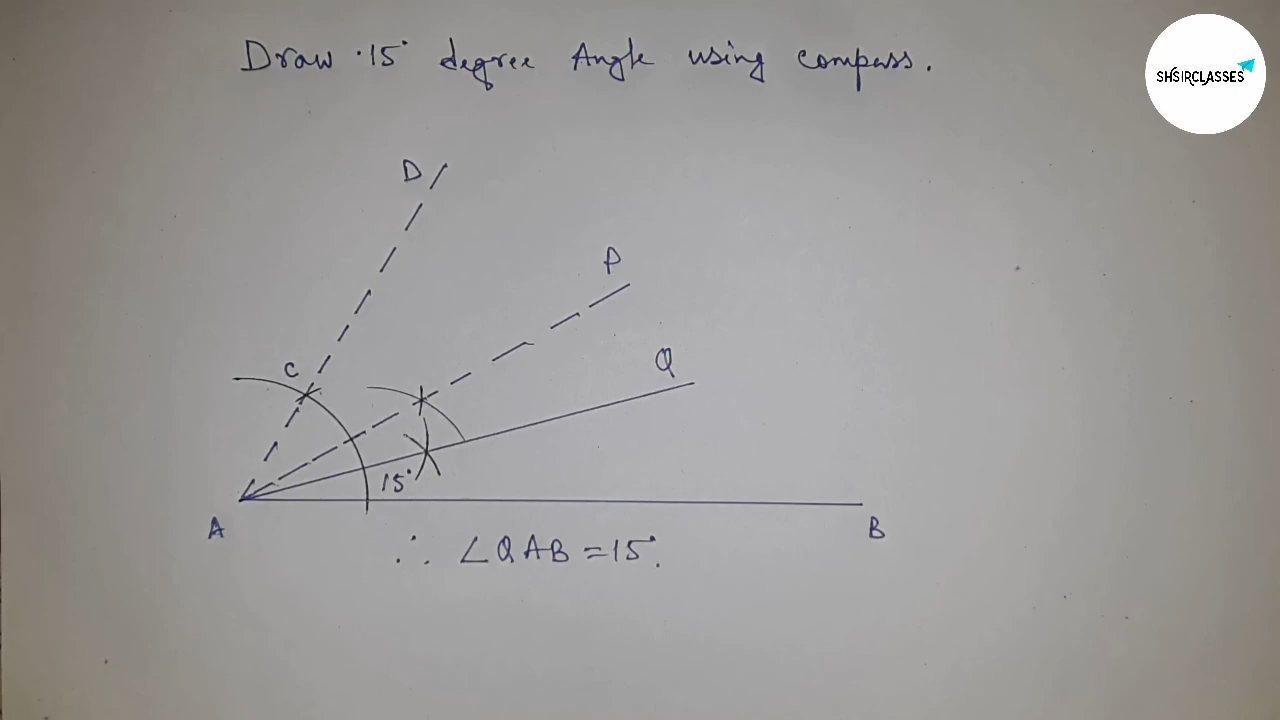 Draw .15° degree Angle using compass.
SHSIRCLASSES
D
P
C
Q
15°
A
B
∴ ∠QAB = 15°.